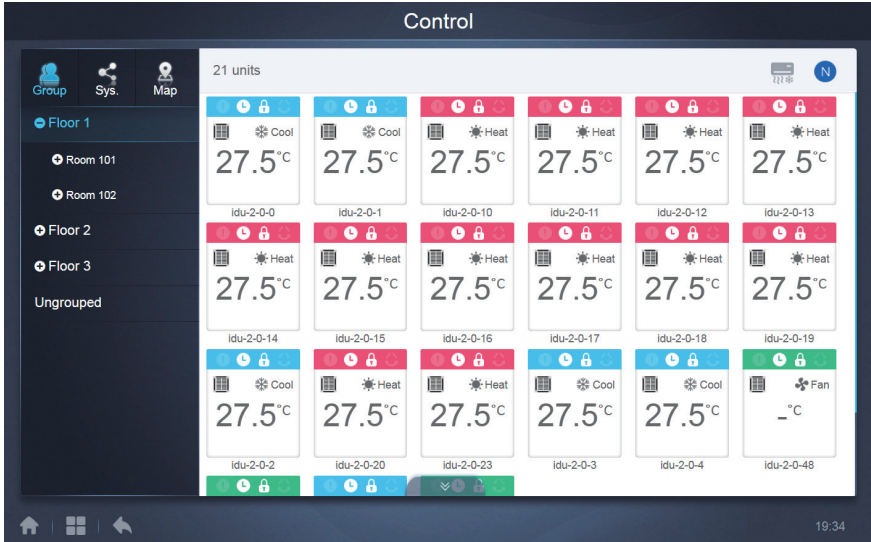 Control
Group Sys. Map
21 units
N
Floor 1
Room 101
Room 102
Floor 2
Floor 3
Ungrouped
Cool Cool Heat Heat Heat Heat
27.5°C 27.5°C 27.5°C 27.5°C 27.5°C 27.5°C
idu-2-0-0 idu-2-0-1 idu-2-0-10 idu-2-0-11 idu-2-0-12 idu-2-0-13
Heat Heat Heat Heat Heat Heat
27.5°C 27.5°C 27.5°C 27.5°C 27.5°C 27.5°C
idu-2-0-14 idu-2-0-15 idu-2-0-16 idu-2-0-17 idu-2-0-18 idu-2-0-19
Cool Heat Heat Cool Cool Fan
27.5°C 27.5°C 27.5°C 27.5°C 27.5°C -°C
idu-2-0-2 idu-2-0-20 idu-2-0-23 idu-2-0-3 idu-2-0-4 idu-2-0-48
19:34